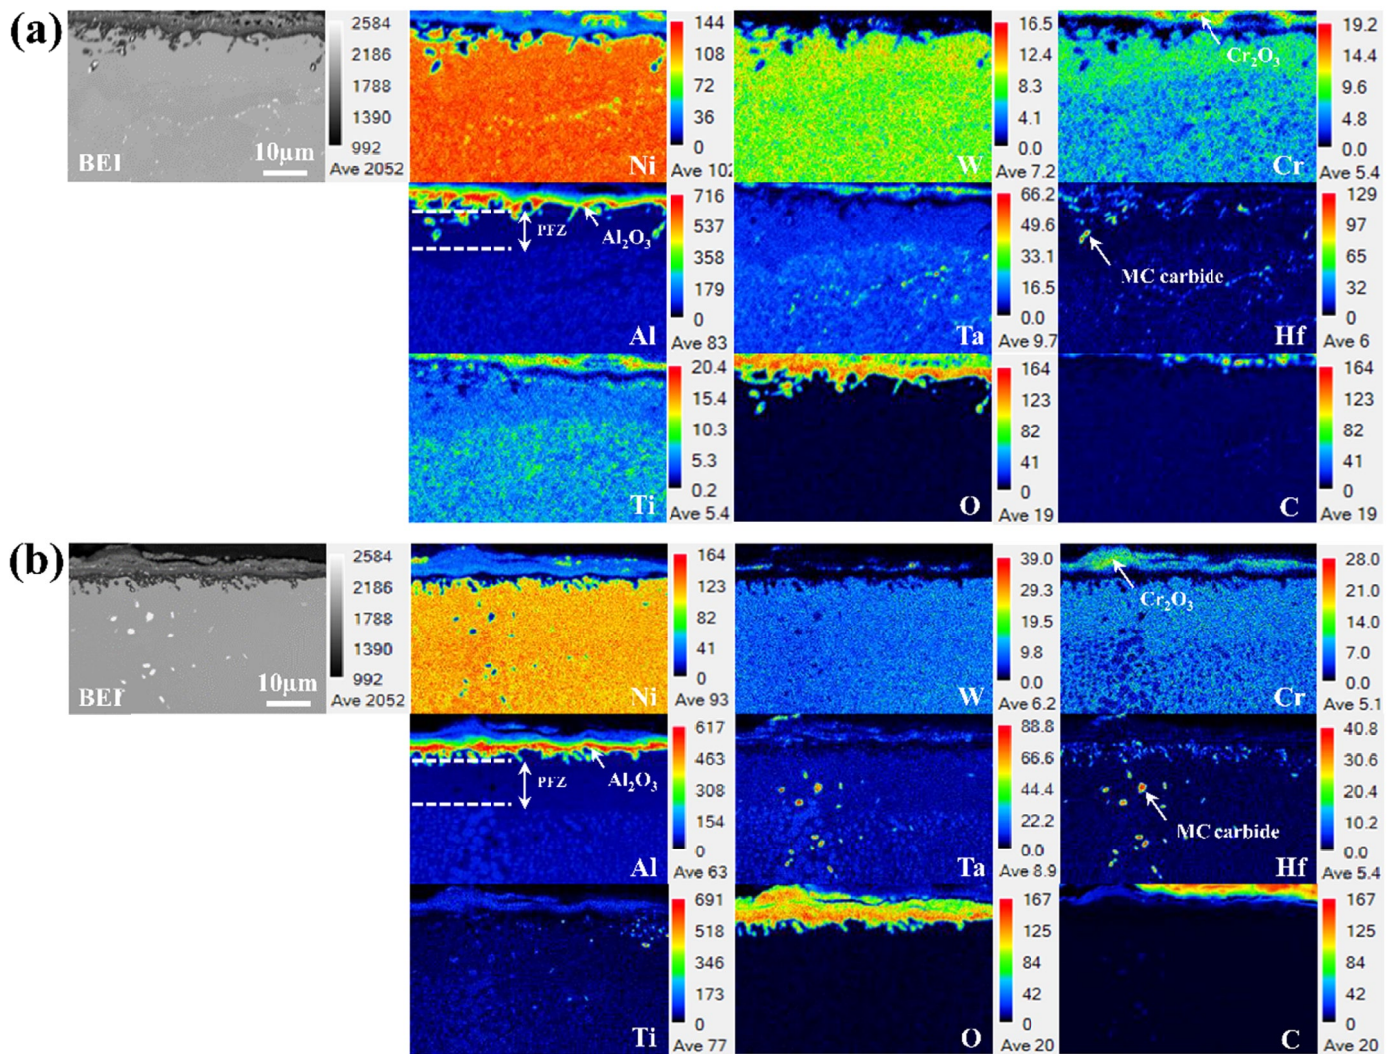 (a)
2584
2186
1788
1390
992
Ave 2052
BEI
10μm
144
108
72
36
0
Ave 102
Ni
16.5
12.4
8.3
4.1
0.0
Ave 7.2
W
19.2
14.4
9.6
4.8
0.0
Ave 5.4
Cr₂O₃
Cr
716
537
358
179
0
Ave 83
PFZ
Al₂O₃
Al
66.2
49.6
33.1
16.5
0.0
Ave 9.7
Ta
129
97
65
32
0
Ave 6
MC carbide
Hf
20.4
15.4
10.3
5.3
0.2
Ave 5.4
Ti
164
123
82
41
0
Ave 19
O
164
123
82
41
0
Ave 19
C
(b)
2584
2186
1788
1390
992
Ave 2052
BEI
10μm
164
123
82
41
0
Ave 93
Ni
39.0
29.3
19.5
9.8
0.0
Ave 6.2
W
28.0
21.0
14.0
7.0
0.0
Ave 5.1
Cr₂O₃
Cr
617
463
308
154
0
Ave 63
PFZ
Al₂O₃
Al
88.8
66.6
44.4
22.2
0.0
Ave 8.9
Ta
40.8
30.6
20.4
10.2
0.0
Ave 5.4
MC carbide
Hf
691
518
346
173
0
Ave 77
Ti
167
125
84
42
0
Ave 20
O
167
125
84
42
0
Ave 20
C